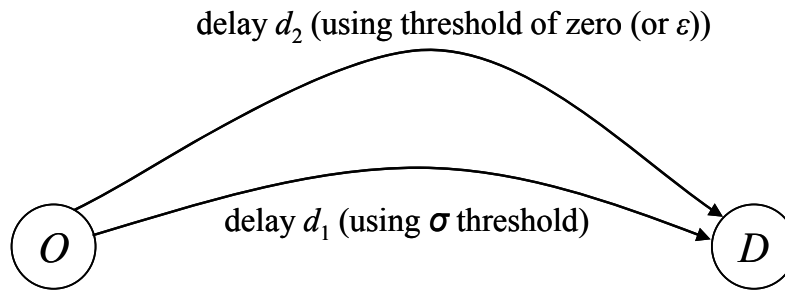 delay d₂ (using threshold of zero (or ε))
delay d₁ (using σ threshold)
O
D